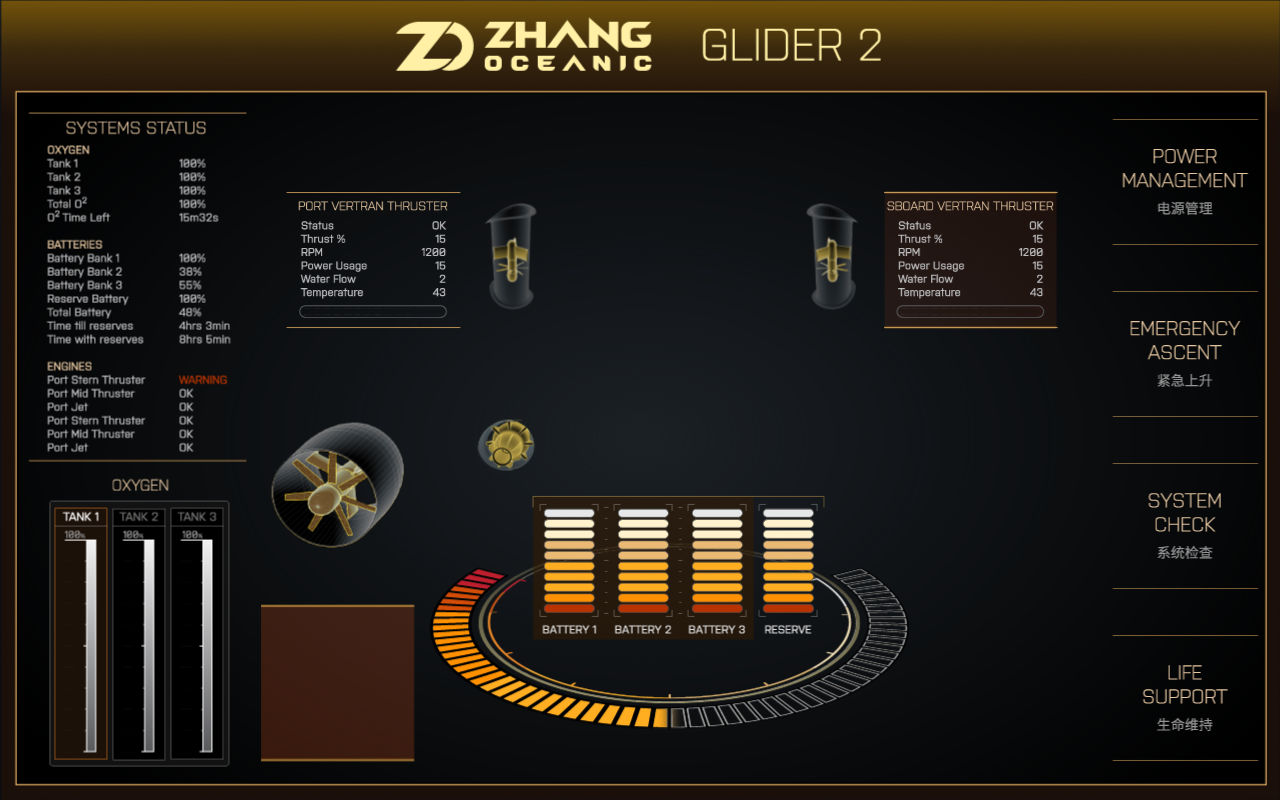 ZHANG
OCEANIC
GLIDER 2
SYSTEMS STATUS
OXYGEN
Tank 1 100%
Tank 2 100%
Tank 3 100%
Total O² 100%
O² Time Left 15m32s
BATTERIES
Battery Bank 1 100%
Battery Bank 2 38%
Battery Bank 3 55%
Reserve Battery 100%
Total Battery 48%
Time till reserves 4hrs 3min
Time with reserves 8hrs 5min
ENGINES
Port Stern Thruster WARNING
Port Mid Thruster OK
Port Jet OK
Port Stern Thruster OK
Port Mid Thruster OK
Port Jet OK
OXYGEN
TANK 1 TANK 2 TANK 3
100% 100% 100%
PORT VERTRAN THRUSTER
Status OK
Thrust % 15
RPM 1200
Power Usage 15
Water Flow 2
Temperature 43
SBOARD VERTRAN THRUSTER
Status OK
Thrust % 15
RPM 1200
Power Usage 15
Water Flow 2
Temperature 43
BATTERY 1 BATTERY 2 BATTERY 3 RESERVE
POWER
MANAGEMENT
电源管理
EMERGENCY
ASCENT
紧急上升
SYSTEM
CHECK
系统检查
LIFE
SUPPORT
生命维持